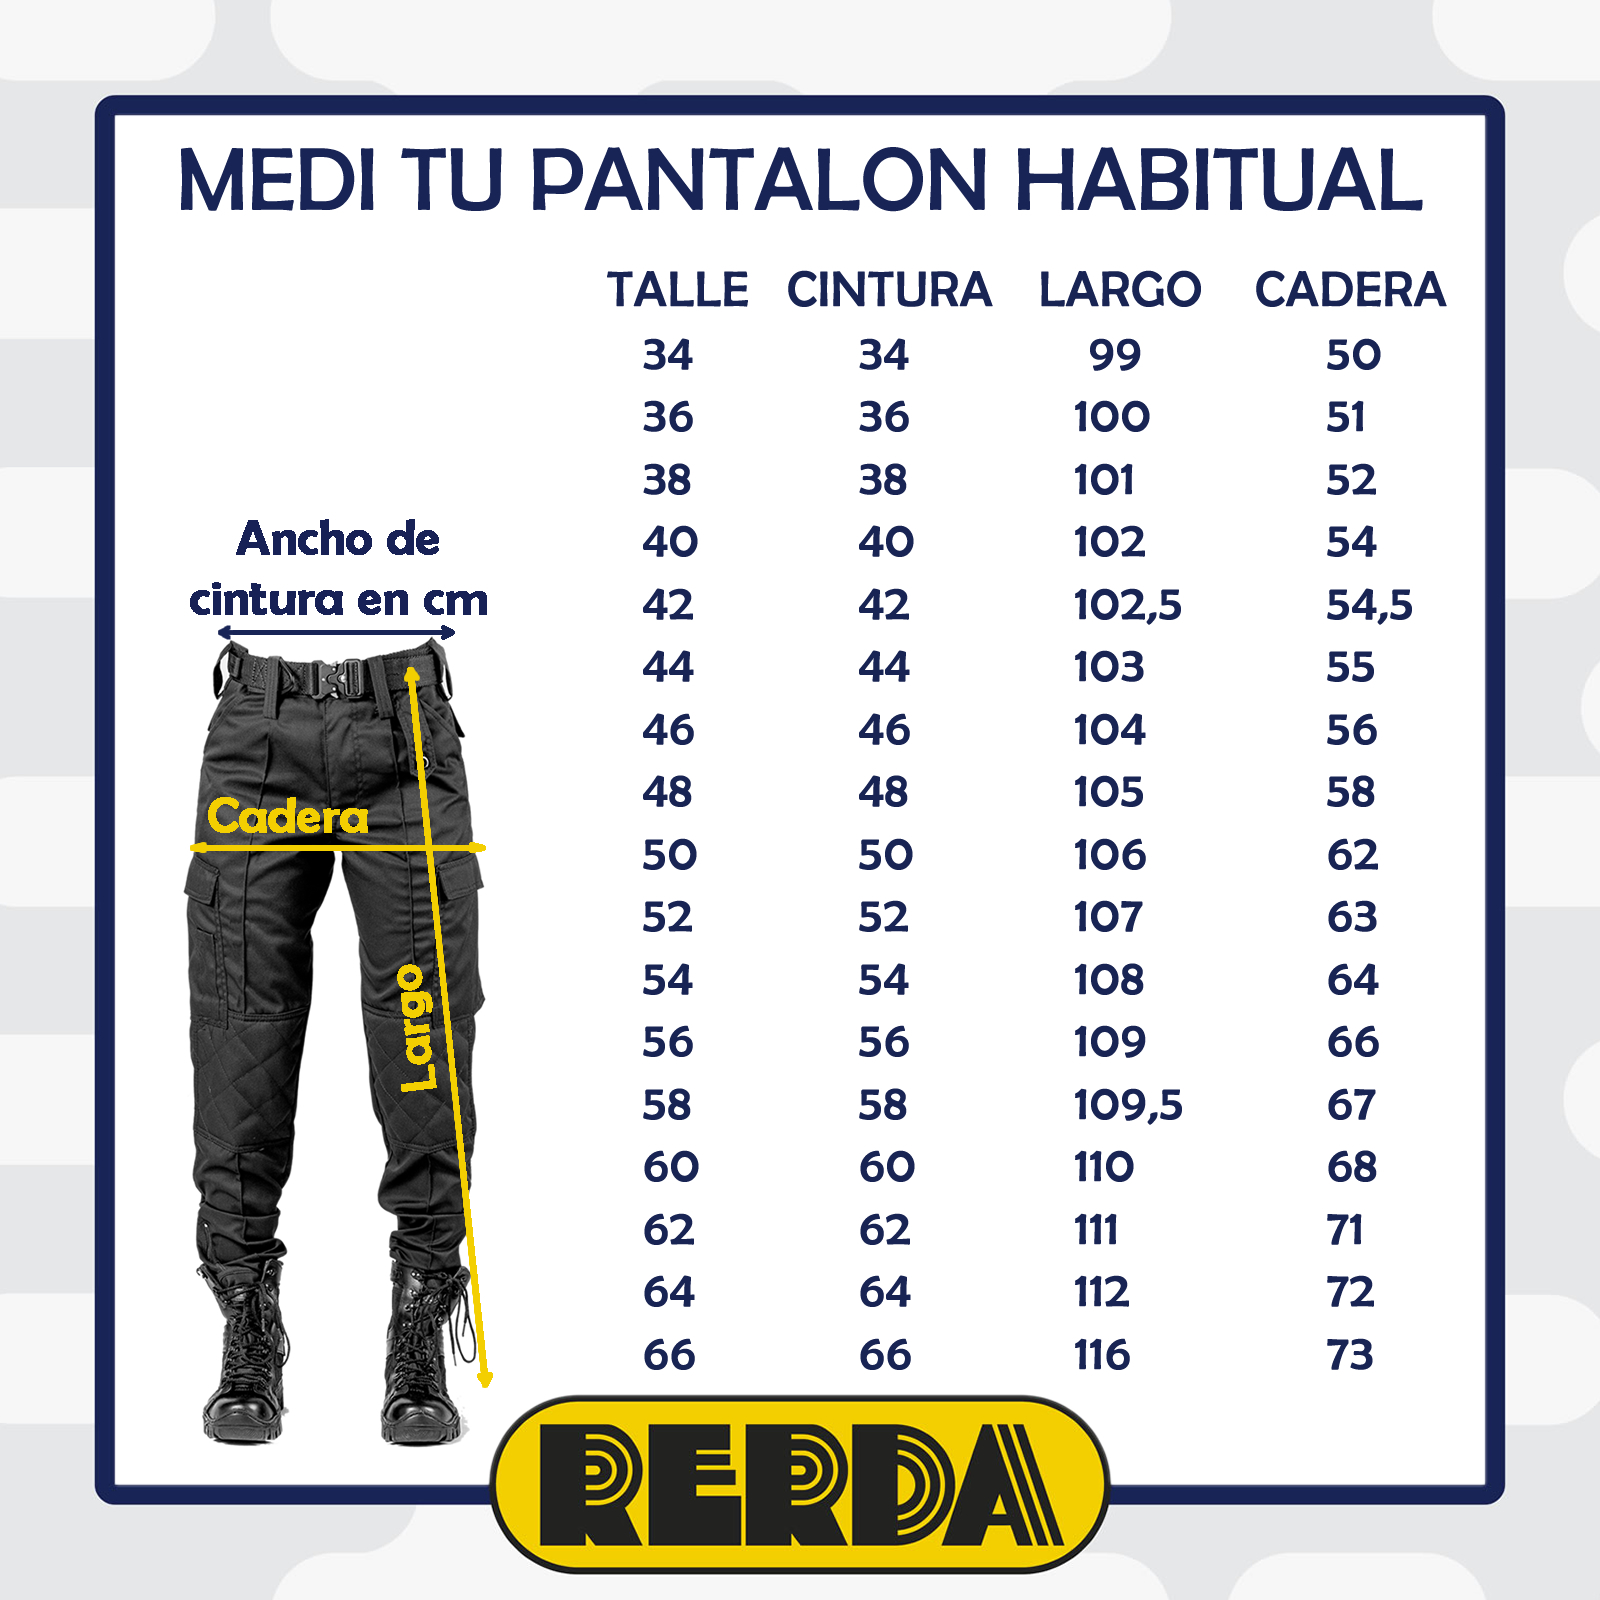 MEDI TU PANTALON HABITUAL
TALLE CINTURA LARGO CADERA
34 34 99 50
36 36 100 51
38 38 101 52
40 40 102 54
42 42 102,5 54,5
44 44 103 55
46 46 104 56
48 48 105 58
50 50 106 62
52 52 107 63
54 54 108 64
56 56 109 66
58 58 109,5 67
60 60 110 68
62 62 111 71
64 64 112 72
66 66 116 73
Ancho de
cintura en cm
Cadera
Largo
RERDA